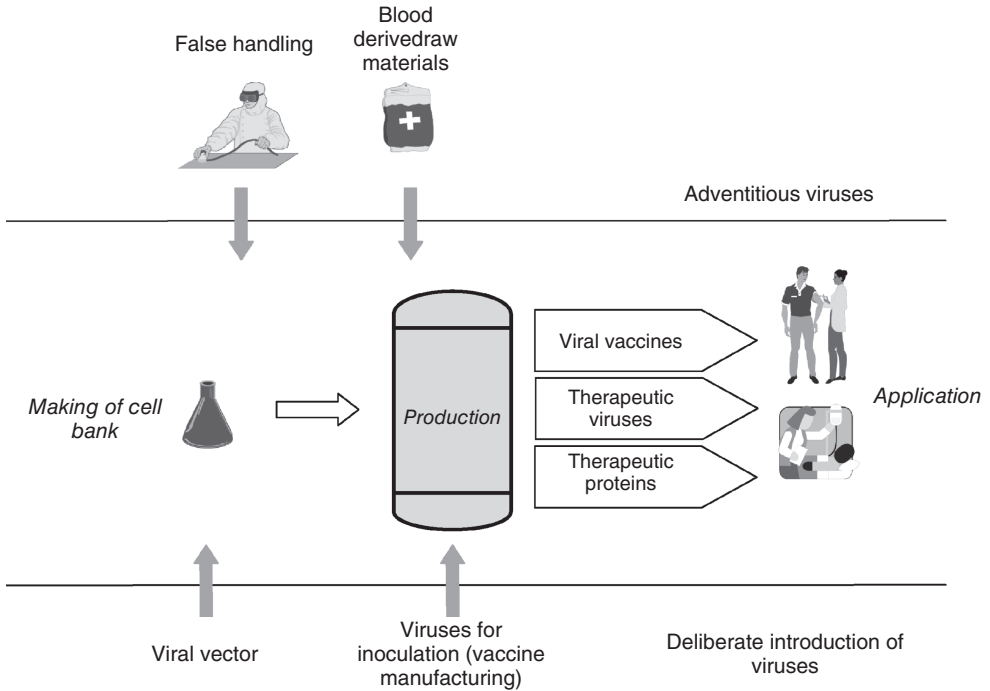 False handling
Blood
derivedraw
materials
Adventitious viruses
Making of cell
bank
Production
Viral vaccines
Therapeutic
viruses
Therapeutic
proteins
Application
Viral vector
Viruses for
inoculation (vaccine
manufacturing)
Deliberate introduction of
viruses